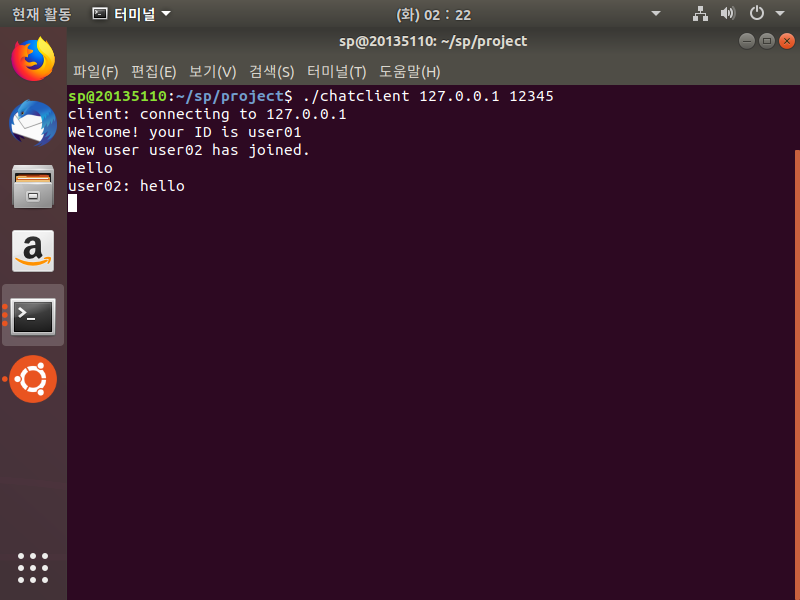 현재 활동 터미널 (화) 02 : 22
sp@20135110: ~/sp/project
파일(F) 편집(E) 보기(V) 검색(S) 터미널(T) 도움말(H)
sp@20135110:~/sp/project$ ./chatclient 127.0.0.1 12345
client: connecting to 127.0.0.1
Welcome! your ID is user01
New user user02 has joined.
hello
user02: hello